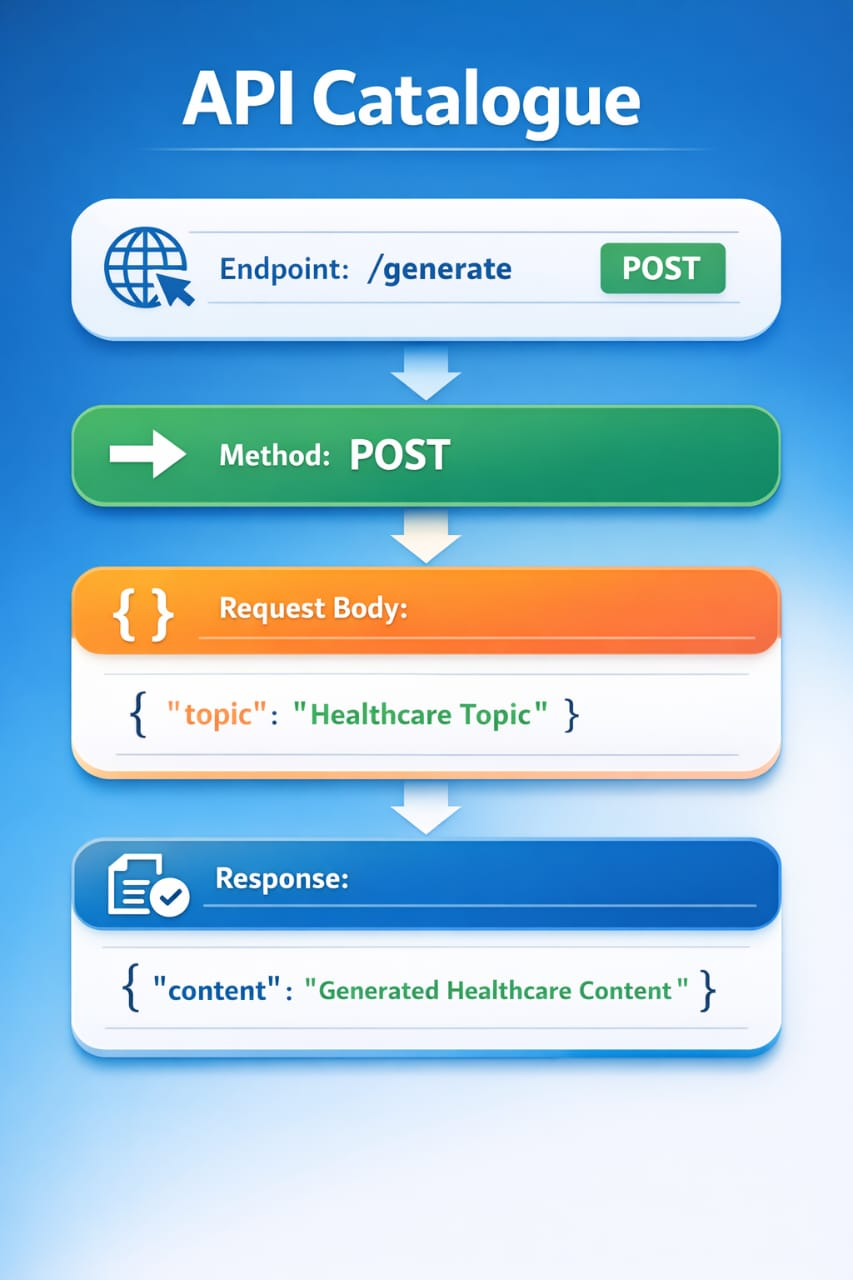 API Catalogue
Endpoint: /generate POST
Method: POST
{ } Request Body:
{ "topic": "Healthcare Topic" }
Response:
{ "content": "Generated Healthcare Content " }